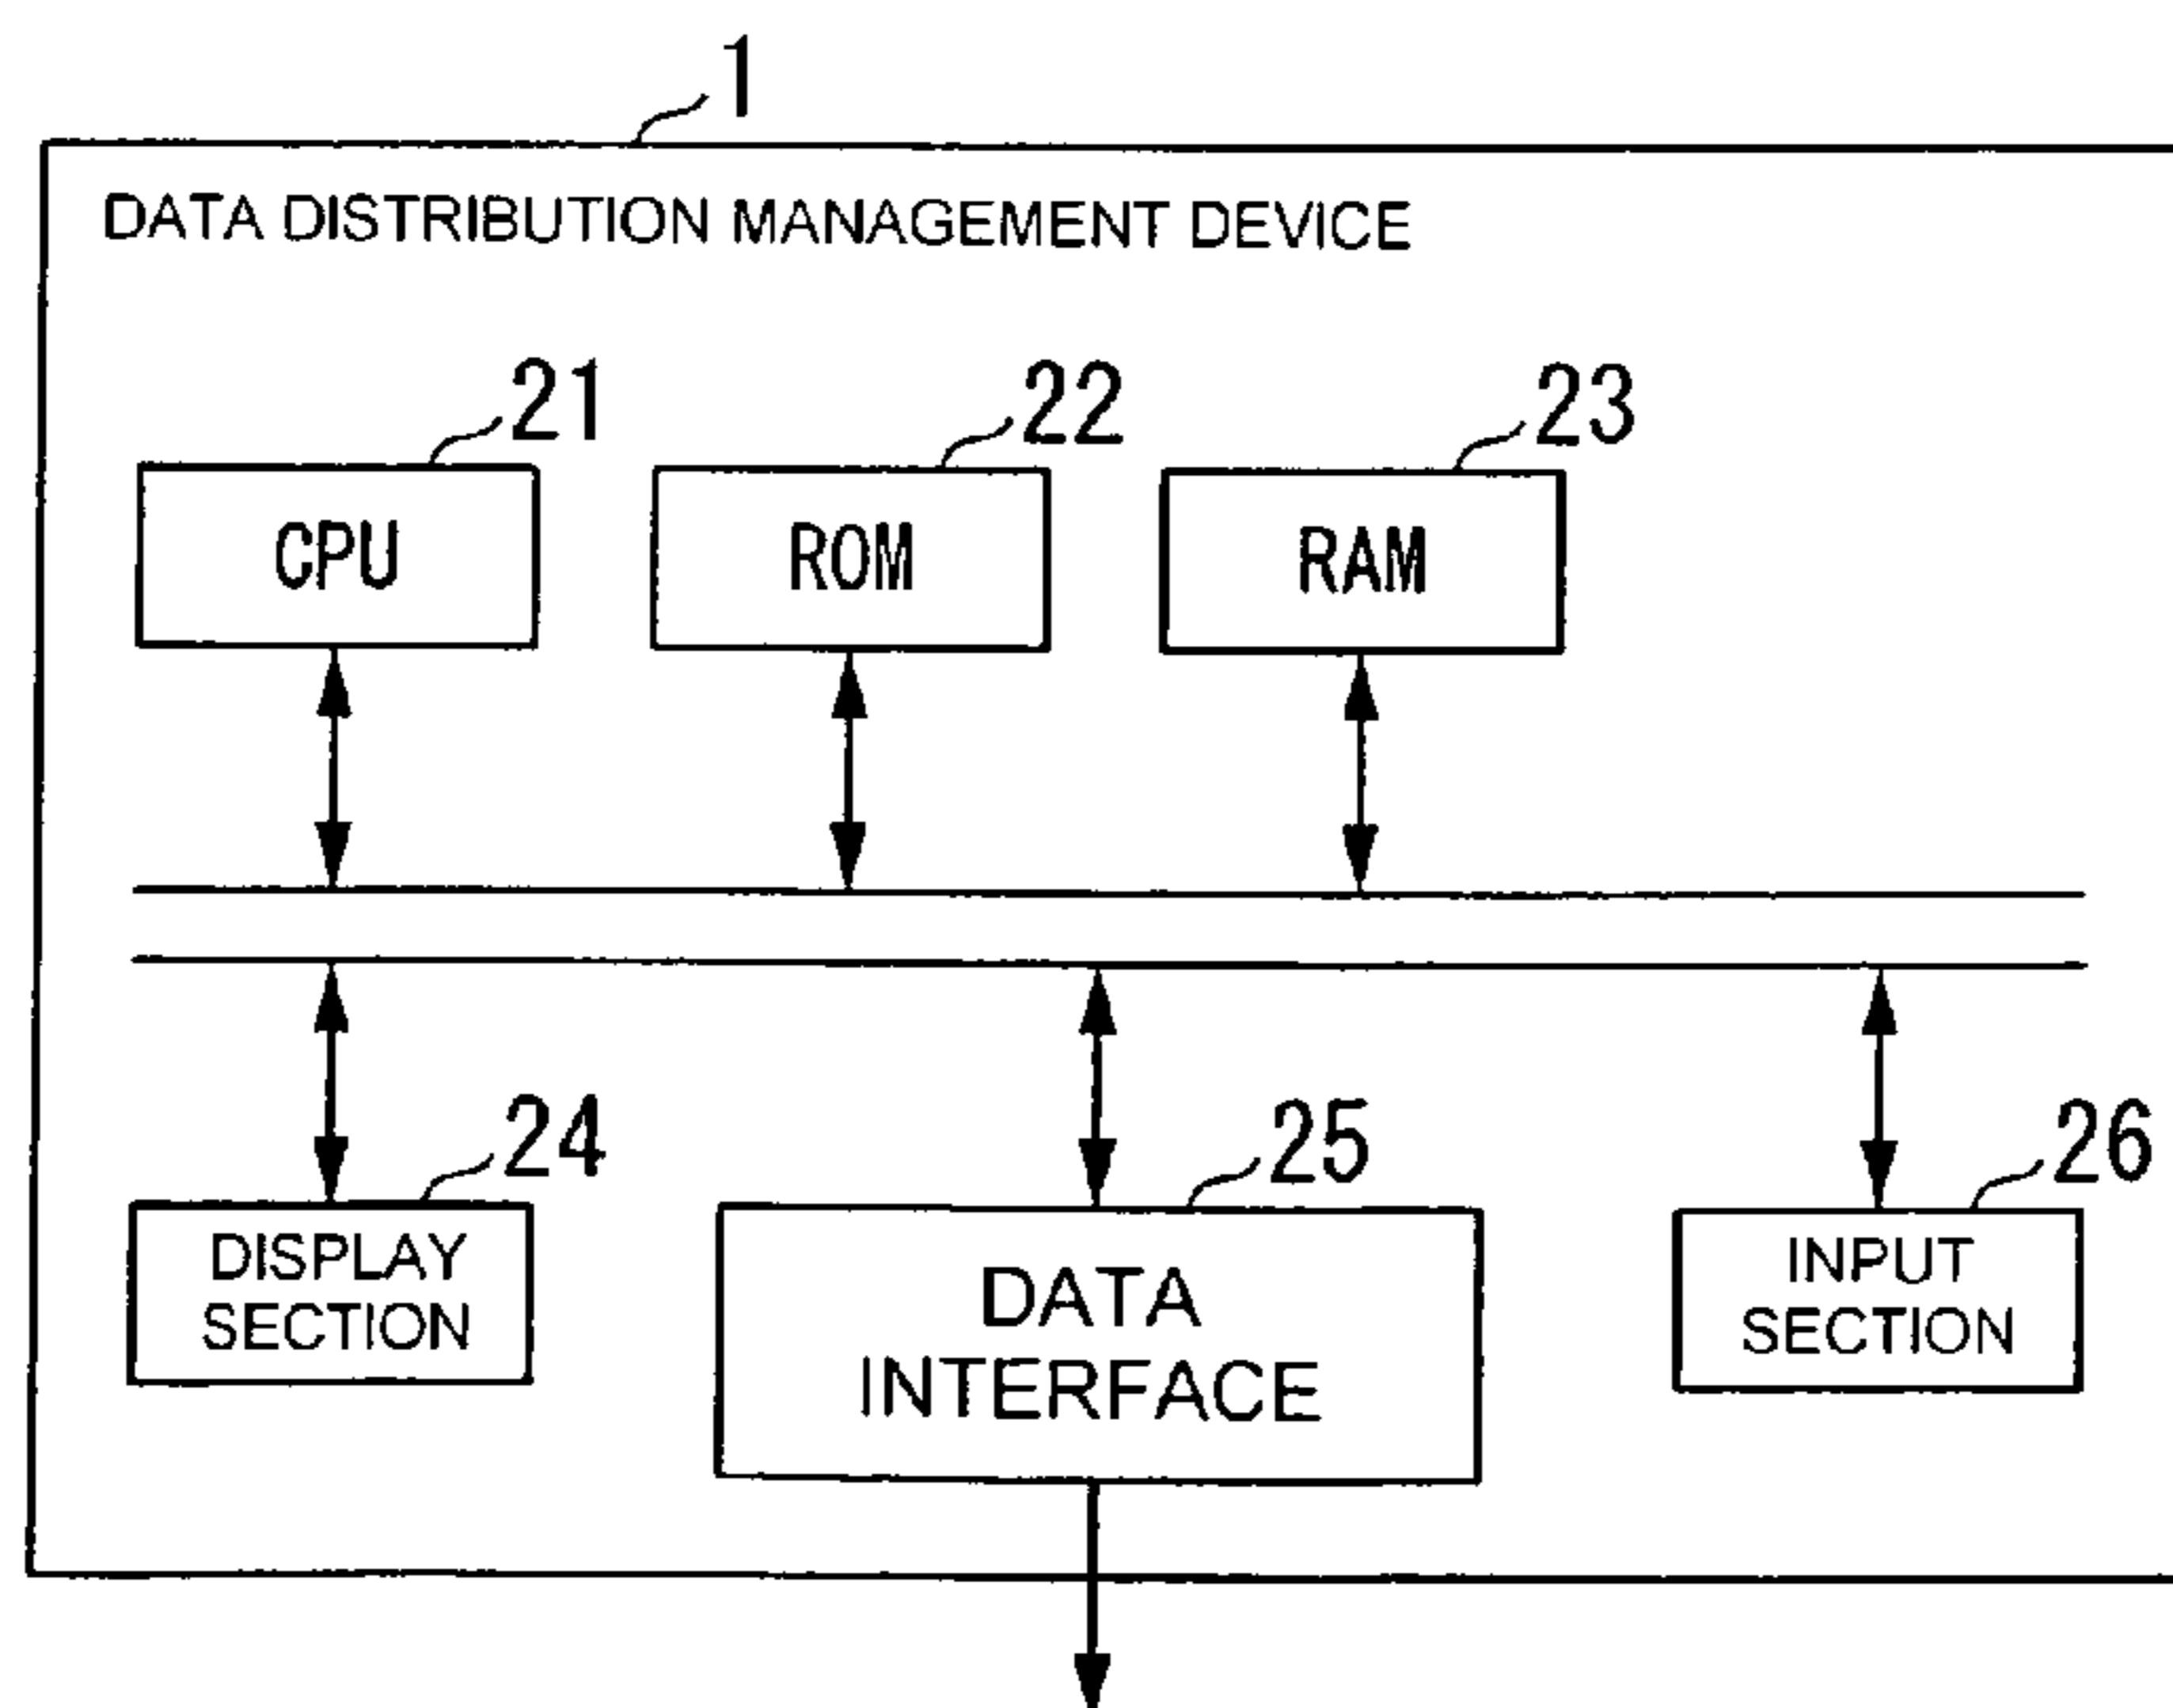 1
DATA DISTRIBUTION MANAGEMENT DEVICE
21
22
23
CPU
ROM
RAM
24
25
26
DISPLAY
SECTION
DATA
INTERFACE
INPUT
SECTION